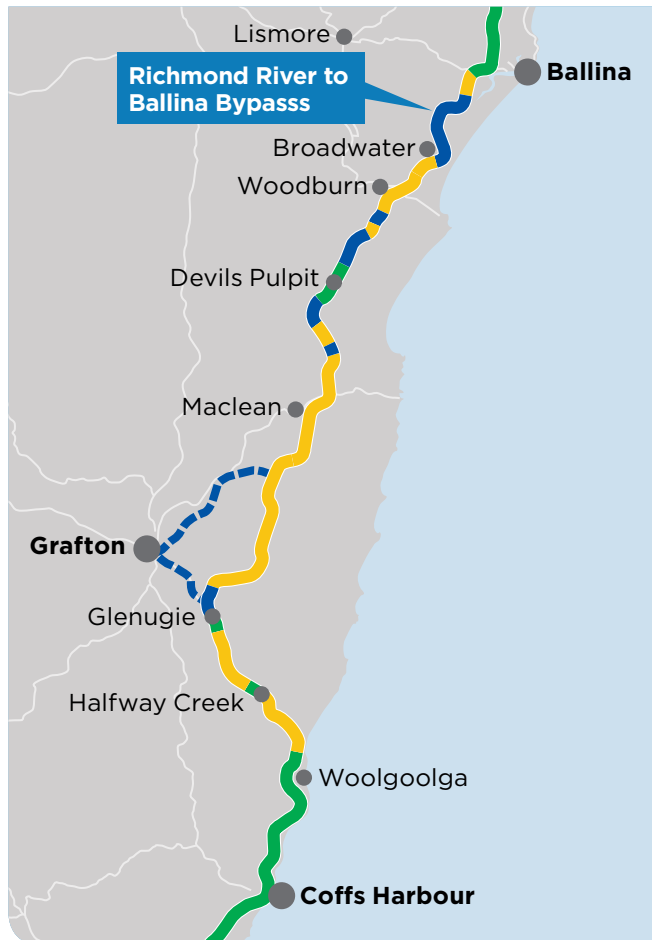 Lismore
Ballina
Richmond River to
Ballina Bypasss
Broadwater
Woodburn
Devils Pulpit
Maclean
Grafton
Glenugie
Halfway Creek
Woolgoolga
Coffs Harbour